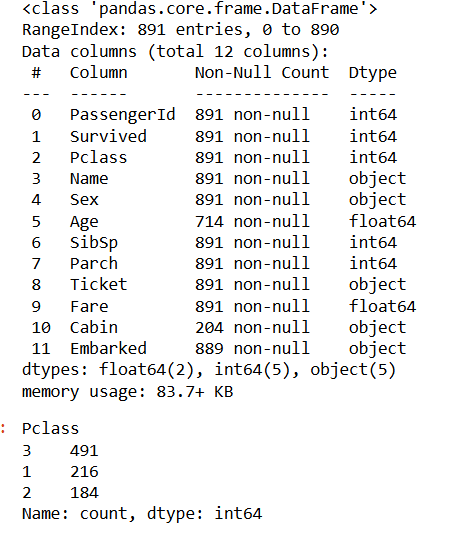 <class 'pandas.core.frame.DataFrame'>
RangeIndex: 891 entries, 0 to 890
Data columns (total 12 columns):
 #   Column       Non-Null Count  Dtype
---  ------       --------------  -----
 0   PassengerId  891 non-null    int64
 1   Survived     891 non-null    int64
 2   Pclass       891 non-null    int64
 3   Name         891 non-null    object
 4   Sex          891 non-null    object
 5   Age          714 non-null    float64
 6   SibSp        891 non-null    int64
 7   Parch        891 non-null    int64
 8   Ticket       891 non-null    object
 9   Fare         891 non-null    float64
 10  Cabin        204 non-null    object
 11  Embarked     889 non-null    object
dtypes: float64(2), int64(5), object(5)
memory usage: 83.7+ KB
: Pclass
3    491
1    216
2    184
Name: count, dtype: int64